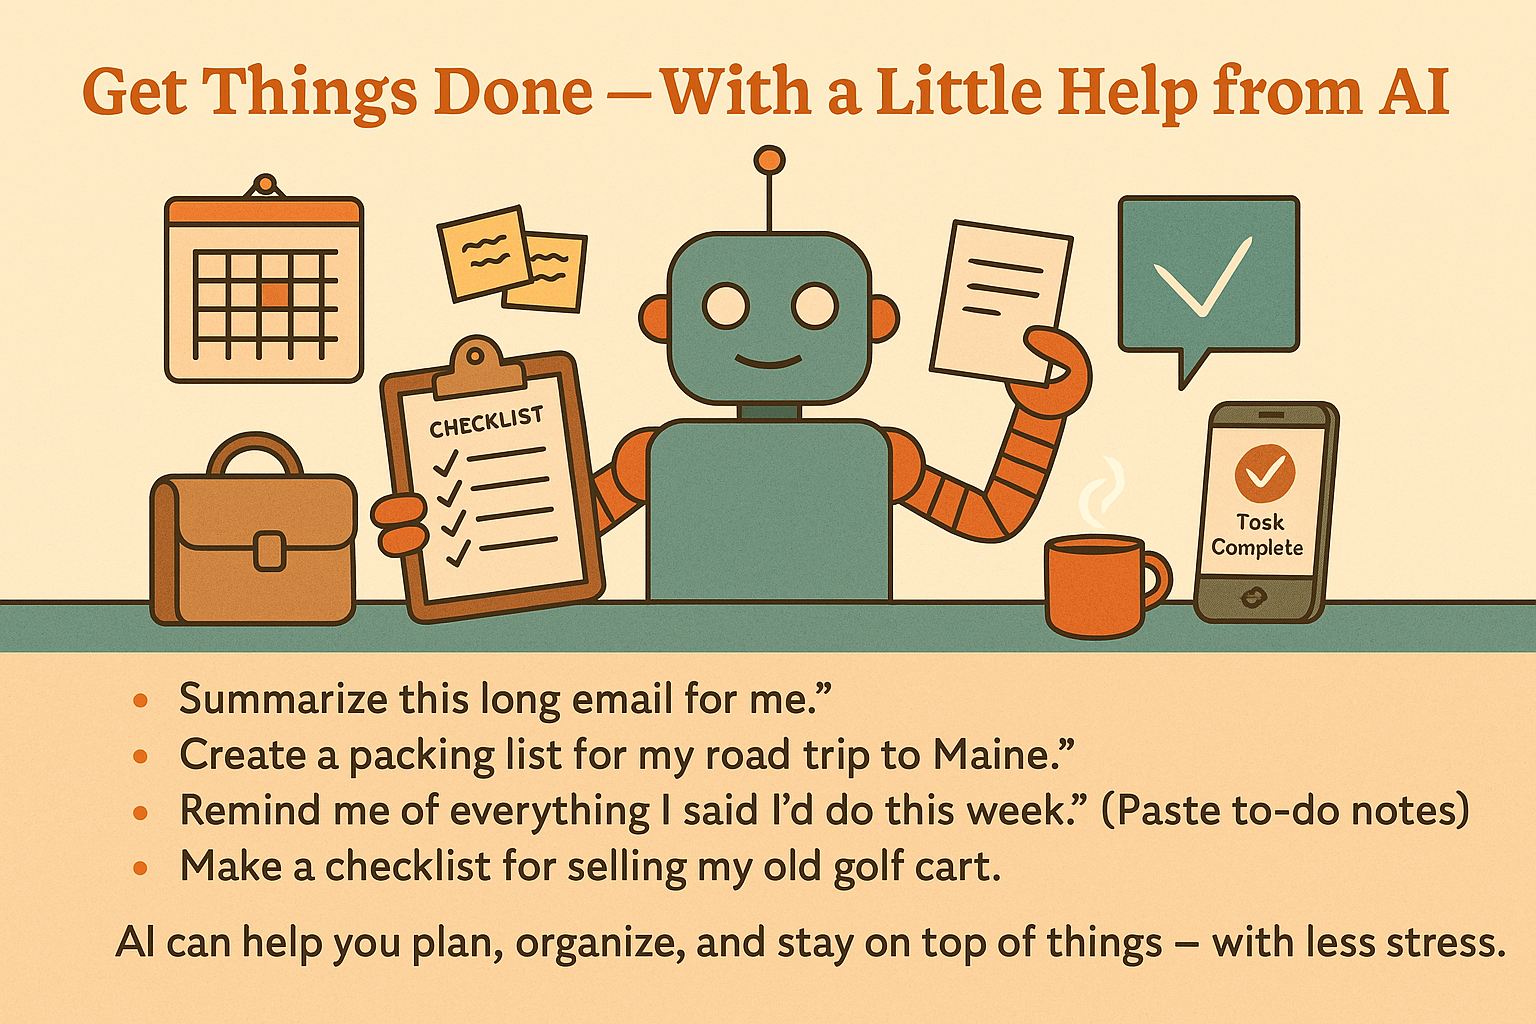 Get Things Done — With a Little Help from AI
CHECKLIST
Tosk
Complete
• Summarize this long email for me.”
• Create a packing list for my road trip to Maine.”
• Remind me of everything I said I’d do this week.” (Paste to-do notes)
• Make a checklist for selling my old golf cart.
AI can help you plan, organize, and stay on top of things – with less stress.